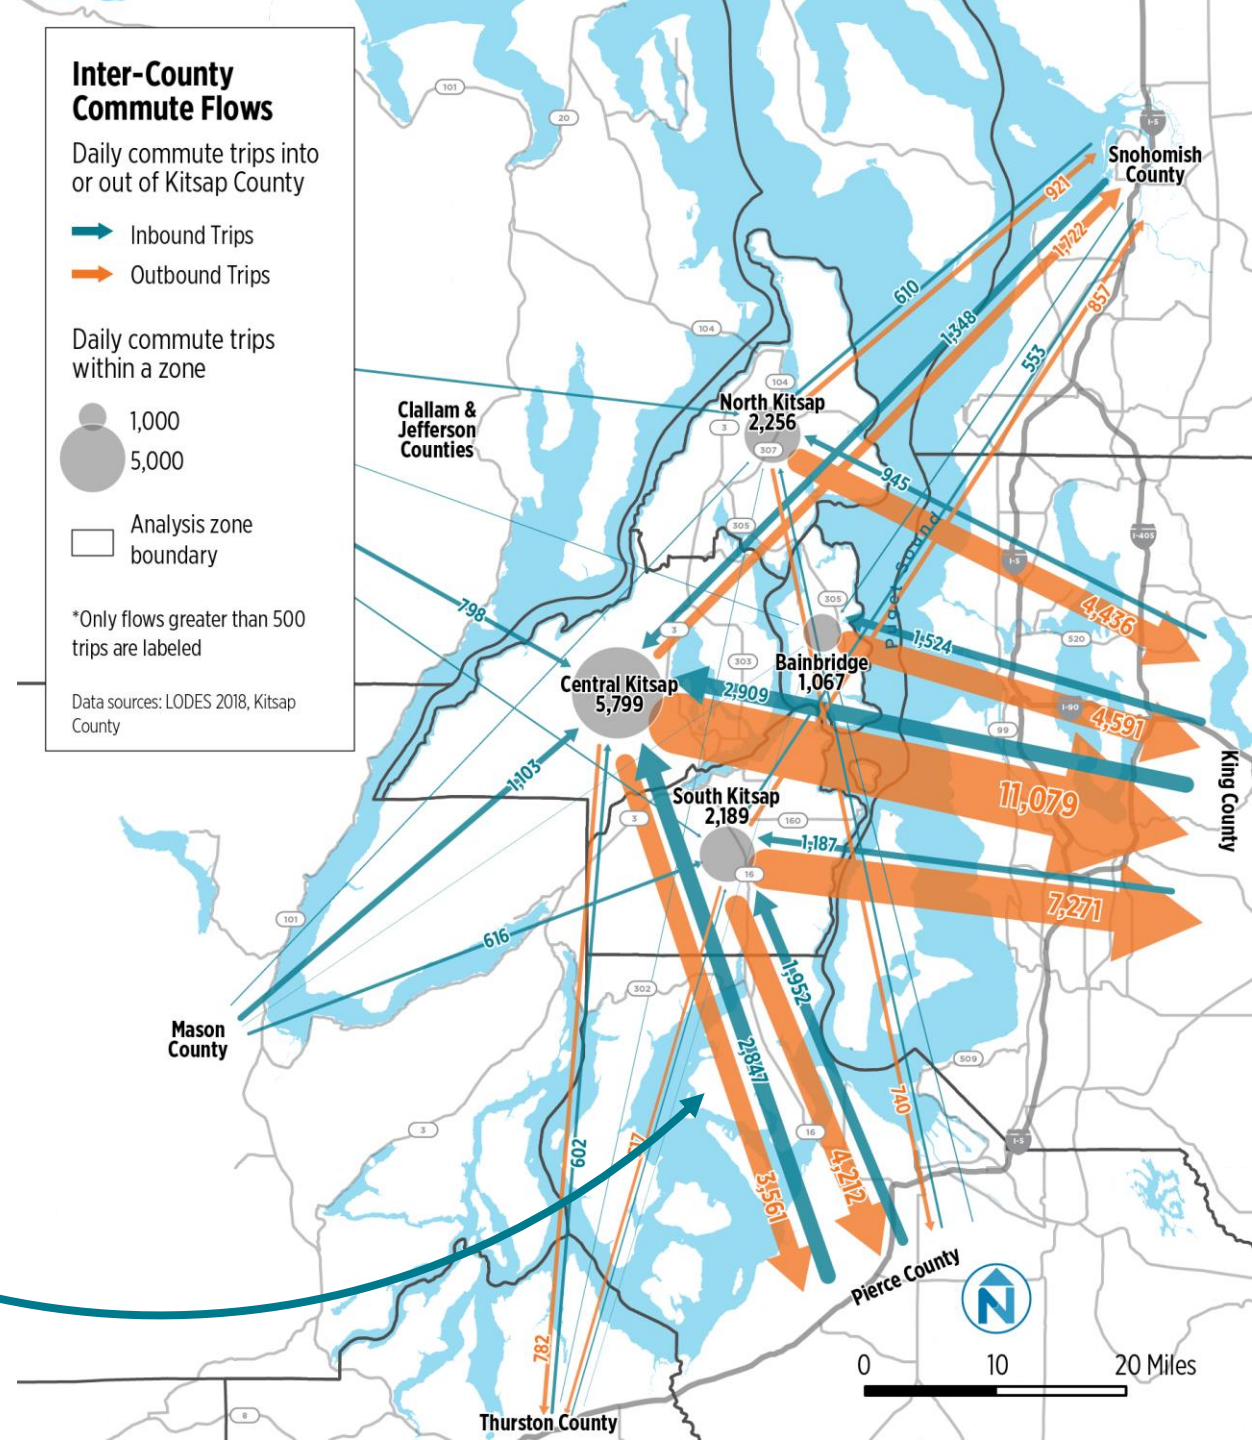 Inter-County
Commute Flows
Daily commute trips into
or out of Kitsap County
Inbound Trips
Outbound Trips
Daily commute trips
within a zone
1,000
5,000
Analysis zone
boundary
*Only flows greater than 500
trips are labeled
Data sources: LODES 2018, Kitsap
County
101
20
I-5
Snohomish
County
921
1,722
610
857
1,348
553
104
104
Clallam &
Jefferson
Counties
North Kitsap
2,256
3
307
945
305
I-405
I-5
Puget Sound
798
305
4,436
520
3
1,524
303
Bainbridge
1,067
Central Kitsap
5,799
2,909
I-90
4,591
99
King County
1,103
11,079
South Kitsap
2,189
3
160
1,187
16
7,271
101
616
1,952
302
Mason
County
2,847
509
740
3
16
I-5
602
4,212
3,561
Pierce County
N
782
0 10 20 Miles
8
Thurston County